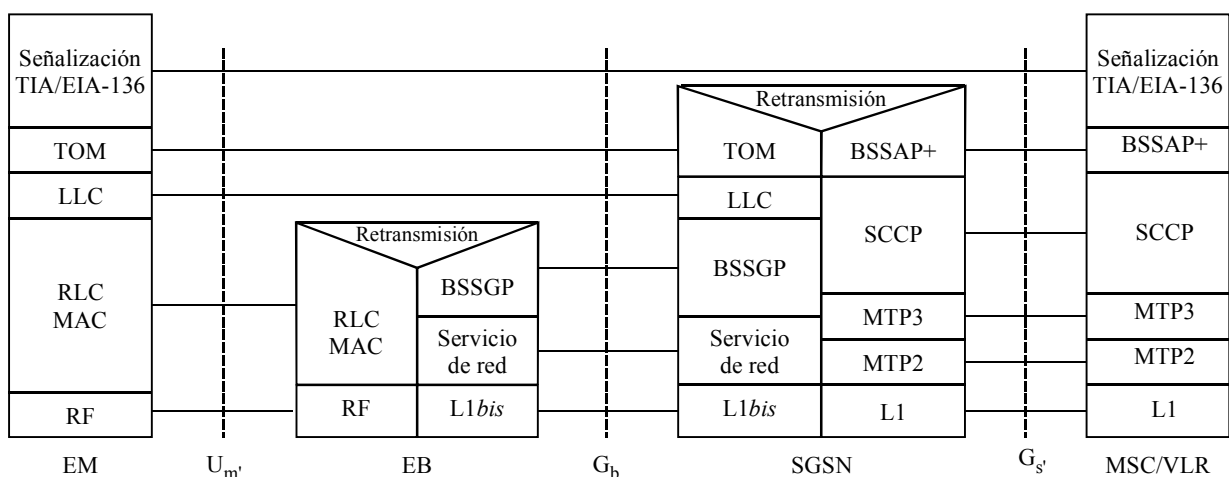 Señalización
TIA/EIA-136
TOM
LLC
RLC
MAC
RF
EM
Um'
Retransmisión
RLC
MAC
RF
BSSGP
Servicio
de red
L1bis
EB
Gb
Retransmisión
TOM
LLC
BSSGP
Servicio
de red
L1bis
BSSAP+
SCCP
MTP3
MTP2
L1
SGSN
Gs'
Señalización
TIA/EIA-136
BSSAP+
SCCP
MTP3
MTP2
L1
MSC/VLR